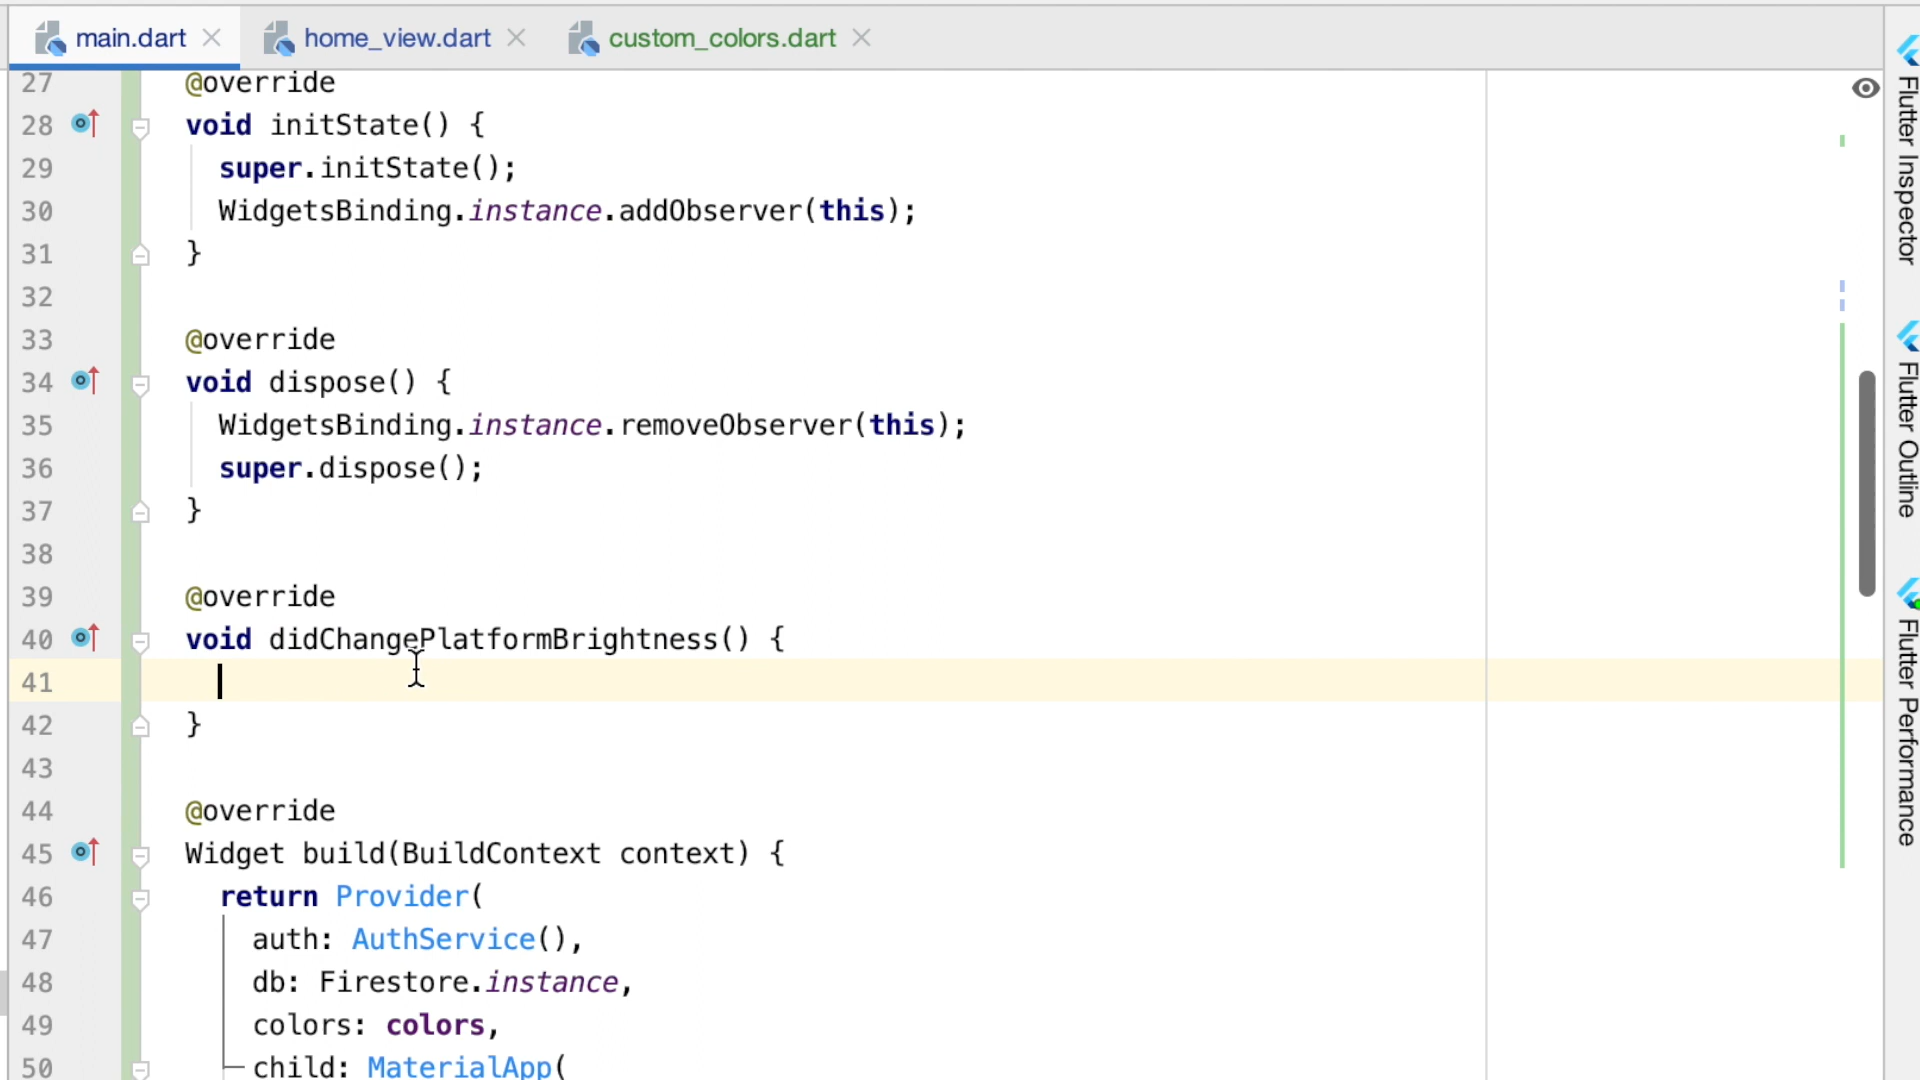 main.dart
home_view.dart
custom_colors.dart
27 @override
28 void initState() {
29 super.initState();
30 WidgetsBinding.instance.addObserver(this);
31 }
32
33 @override
34 void dispose() {
35 WidgetsBinding.instance.removeObserver(this);
36 super.dispose();
37 }
38
39 @override
40 void didChangePlatformBrightness() {
41
42 }
43
44 @override
45 Widget build(BuildContext context) {
46 return Provider(
47 auth: AuthService(),
48 db: Firestore.instance,
49 colors: colors,
50 child: MaterialApp(
Flutter Inspector
Flutter Outline
Flutter Performance